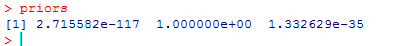 > priors
[1] 2.715582e-117 1.000000e+00 1.332629e-35
>